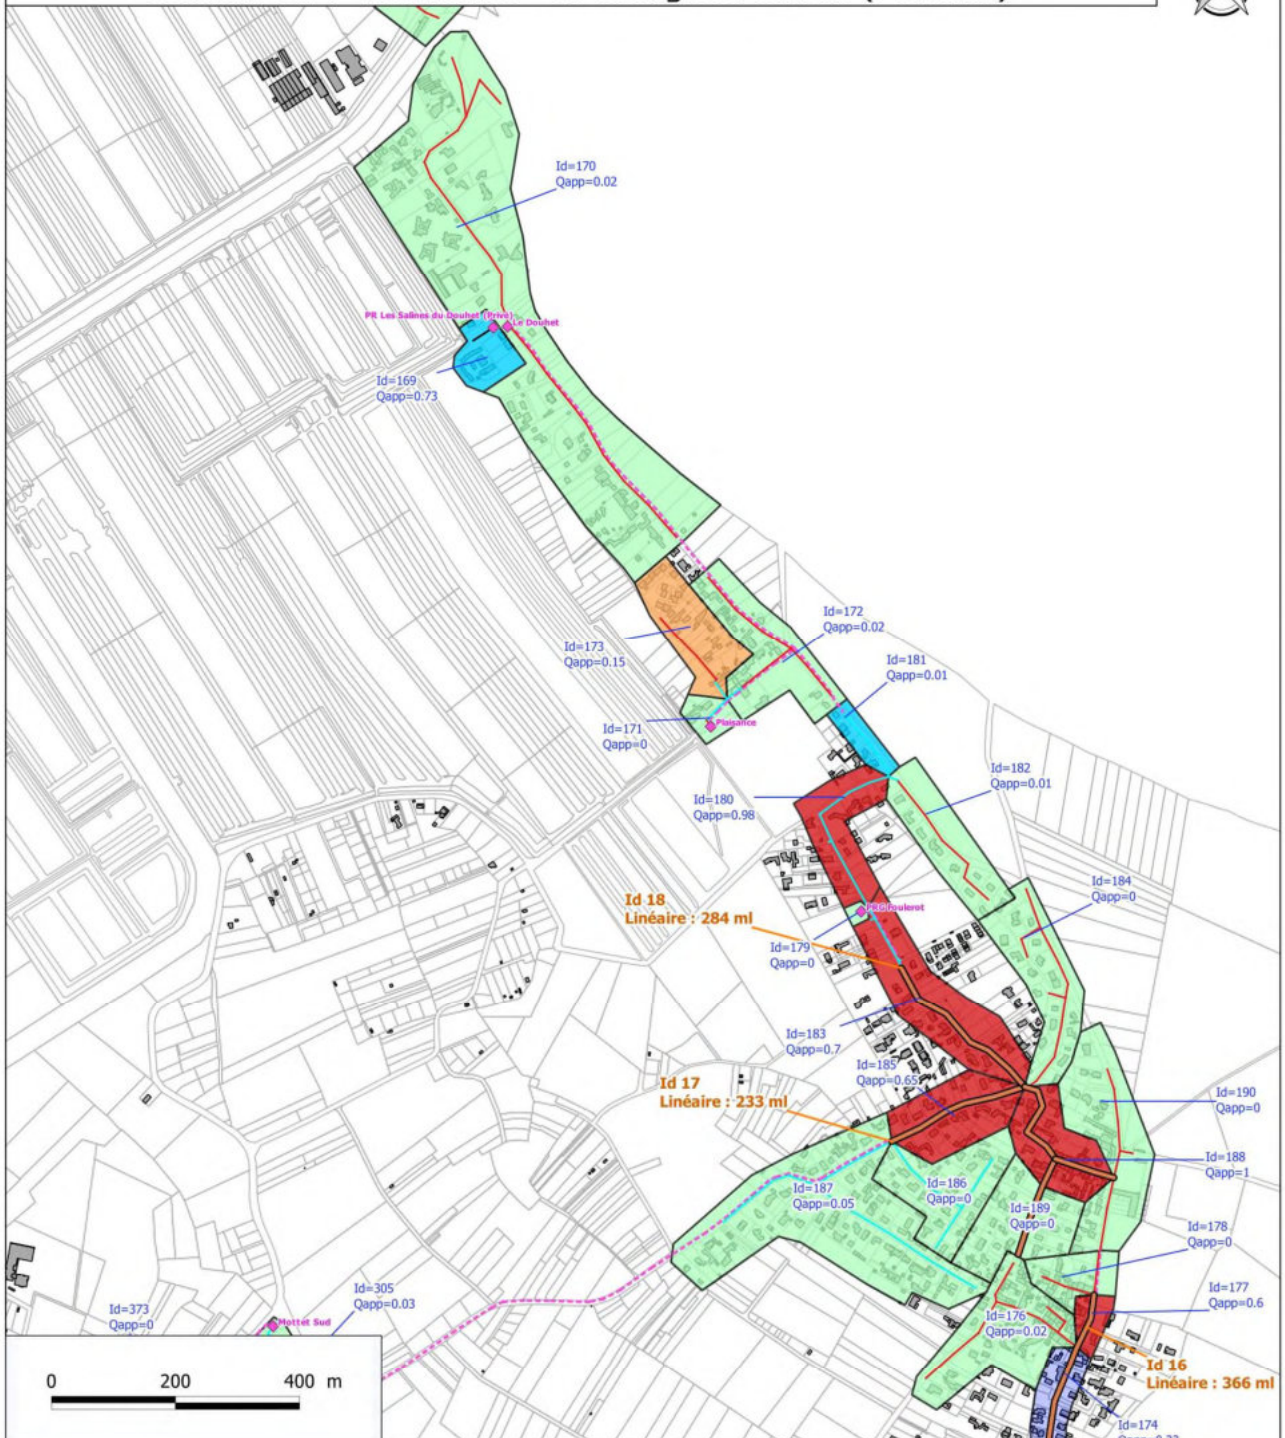 Id=170
Qapp=0.02
PR Les Salines du Douhet (Privé)
Le Douhet
Id=169
Qapp=0.73
Id=172
Qapp=0.02
Id=173
Qapp=0.15
Id=181
Qapp=0.01
Id=171
Qapp=0
Plaisance
Id=182
Qapp=0.01
Id=180
Qapp=0.98
Id=184
Qapp=0
Id 18
Linéaire : 284 ml
PRG Foulerot
Id=179
Qapp=0
Id=183
Qapp=0.7
Id=185
Qapp=0.65
Id 17
Linéaire : 233 ml
Id=190
Qapp=0
Id=188
Qapp=1
Id=187
Qapp=0.05
Id=186
Qapp=0
Id=189
Qapp=0
Id=178
Qapp=0
Id=177
Qapp=0.6
Id=305
Qapp=0.03
Id=373
Qapp=0
Mottet Sud
Id=176
Qapp=0.02
Id 16
Linéaire : 366 ml
0 200 400 m
Id=174